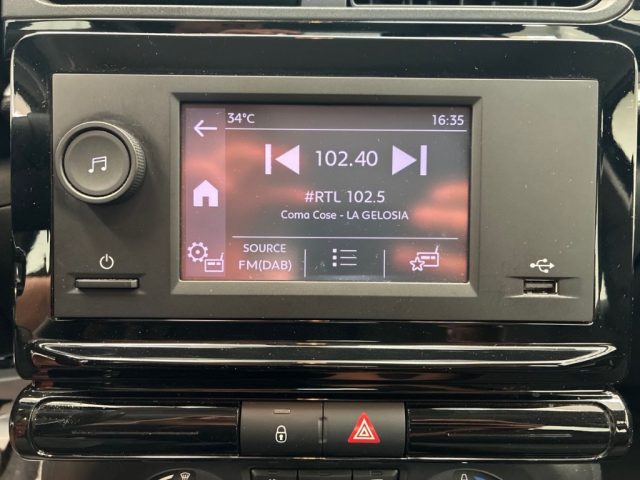 34°C 16:35
102.40
#RTL 102.5
Coma Cose - LA GELOSIA
SOURCE
FM(DAB)